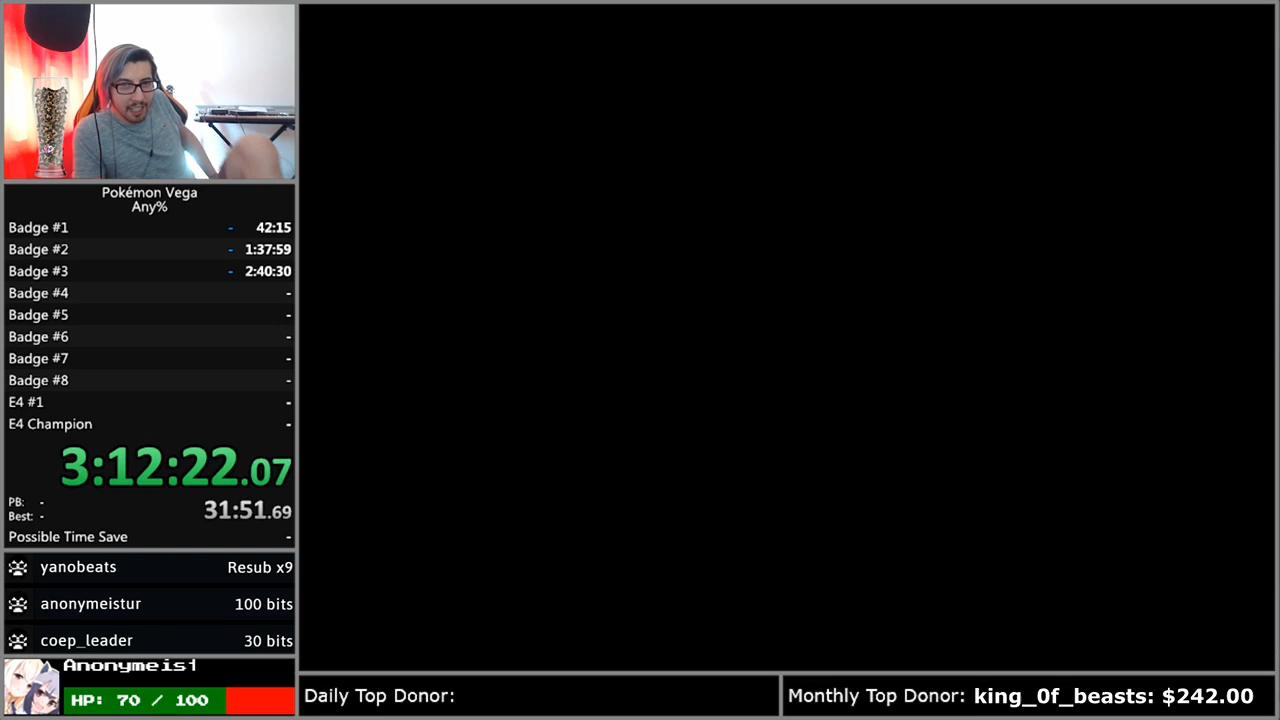 Pokémon Vega
Any%
Badge #1 - 42:15
Badge #2 - 1:37:59
Badge #3 - 2:40:30
Badge #4 -
Badge #5 -
Badge #6 -
Badge #7 -
Badge #8 -
E4 #1 -
E4 Champion -
3:12:22.07
PB: -
Best: -
31:51.69
Possible Time Save -
yanobeats Resub x9
anonymeistur 100 bits
coep_leader 30 bits
Anonymeist
HP: 70 / 100
Daily Top Donor:
Monthly Top Donor: king_0f_beasts: $242.00